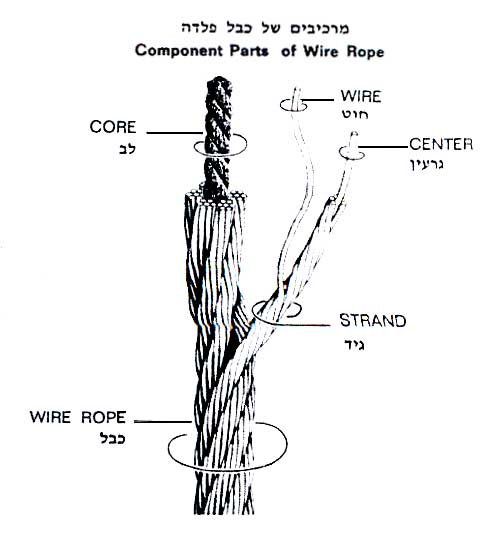 מרכיבים של כבל פלדה
Component Parts of Wire Rope
WIRE
חוט
CORE
לב
CENTER
גרעין
STRAND
גיד
WIRE ROPE
כבל